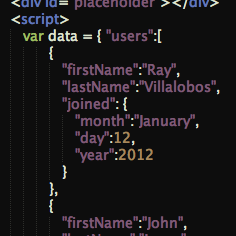 <div id="placeholder"></div>
<script>
var data = { "users":[
{
"firstName":"Ray",
"lastName":"Villalobos",
"joined": {
"month":"January",
"day":12,
"year":2012
}
},
{
"firstName":"John",